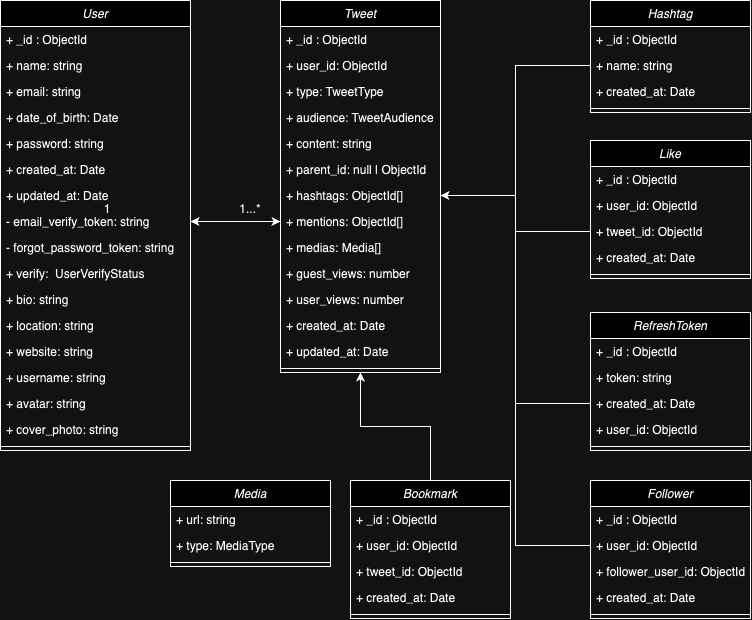 User
+ _id : ObjectId
+ name: string
+ email: string
+ date_of_birth: Date
+ password: string
+ created_at: Date
+ updated_at: Date
1
- email_verify_token: string
- forgot_password_token: string
+ verify:  UserVerifyStatus
+ bio: string
+ location: string
+ website: string
+ username: string
+ avatar: string
+ cover_photo: string
1...*
Tweet
+ _id : ObjectId
+ user_id: ObjectId
+ type: TweetType
+ audience: TweetAudience
+ content: string
+ parent_id: null | ObjectId
+ hashtags: ObjectId[]
+ mentions: ObjectId[]
+ medias: Media[]
+ guest_views: number
+ user_views: number
+ created_at: Date
+ updated_at: Date
Hashtag
+ _id : ObjectId
+ name: string
+ created_at: Date
Like
+ _id : ObjectId
+ user_id: ObjectId
+ tweet_id: ObjectId
+ created_at: Date
RefreshToken
+ _id : ObjectId
+ token: string
+ created_at: Date
+ user_id: ObjectId
Media
+ url: string
+ type: MediaType
Bookmark
+ _id : ObjectId
+ user_id: ObjectId
+ tweet_id: ObjectId
+ created_at: Date
Follower
+ _id : ObjectId
+ user_id: ObjectId
+ follower_user_id: ObjectId
+ created_at: Date